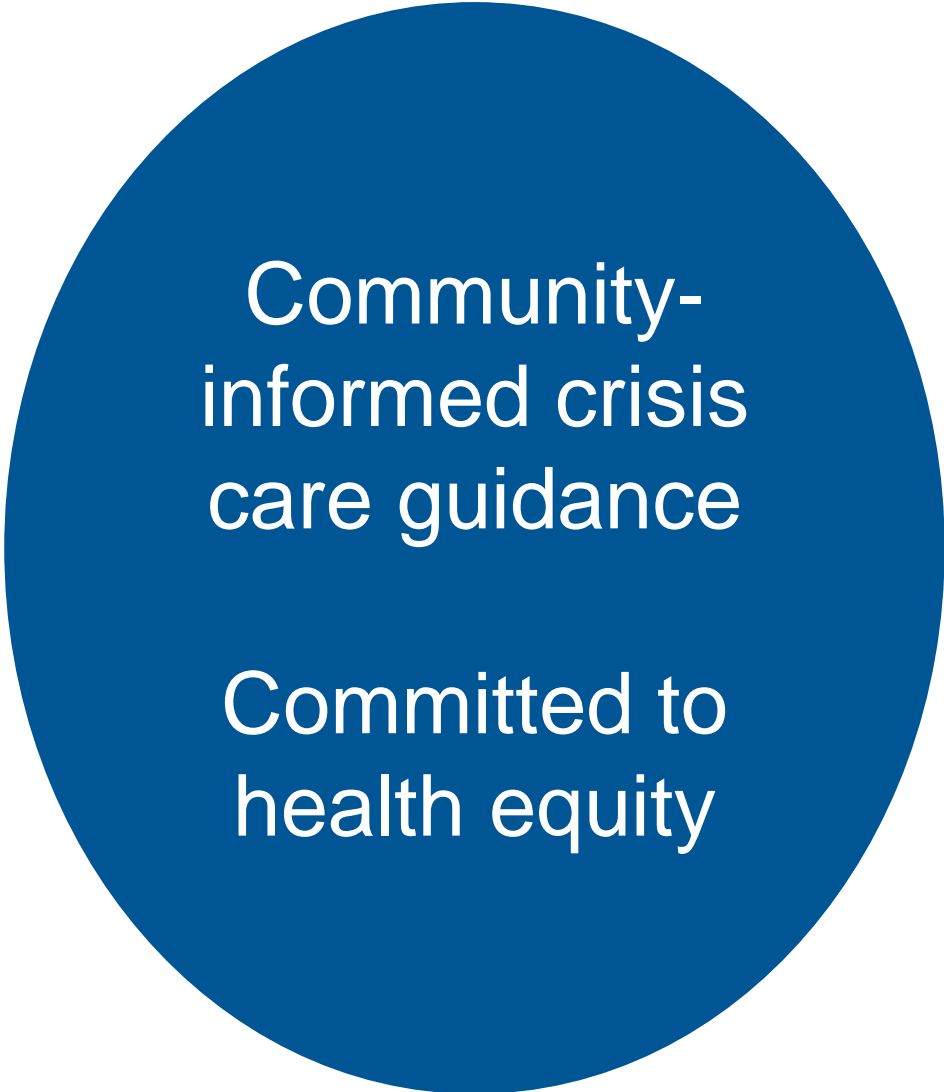 Community-
informed crisis
care guidance
Committed to
health equity